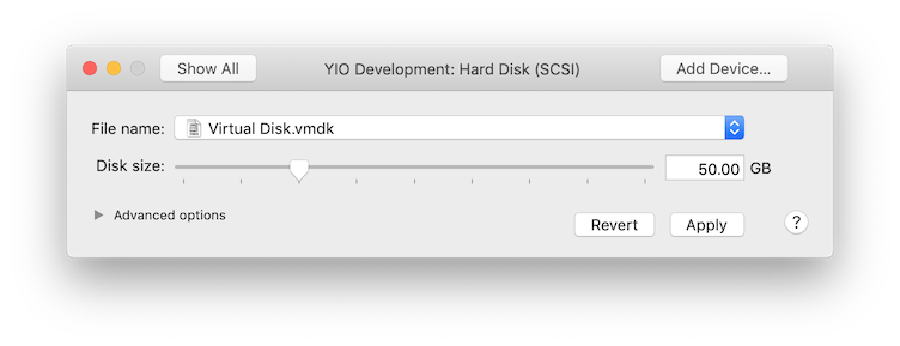 Show All YIO Development: Hard Disk (SCSI) Add Device...
File name: Virtual Disk.vmdk
Disk size: 50.00 GB
Advanced options Revert Apply ?